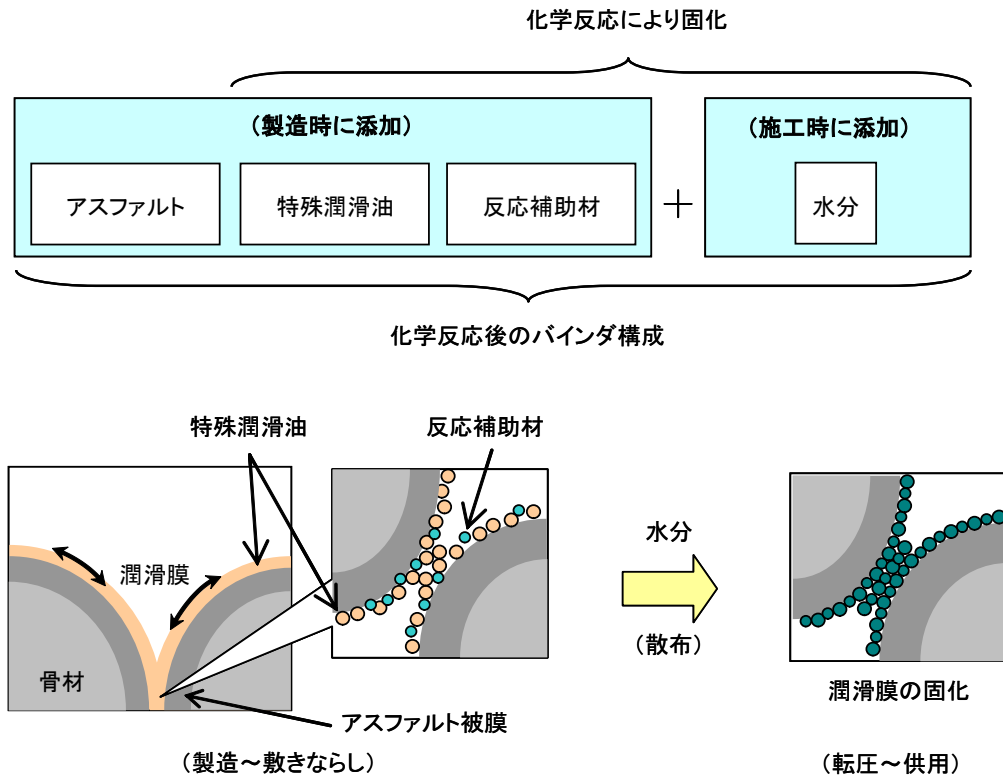 化学反応により固化
（製造時に添加）
（施工時に添加）
アスファルト
特殊潤滑油
反応補助材
＋
水分
化学反応後のバインダ構成
特殊潤滑油
反応補助材
潤滑膜
水分
（散布）
骨材
アスファルト被膜
潤滑膜の固化
（製造～敷きならし）
（転圧～供用）